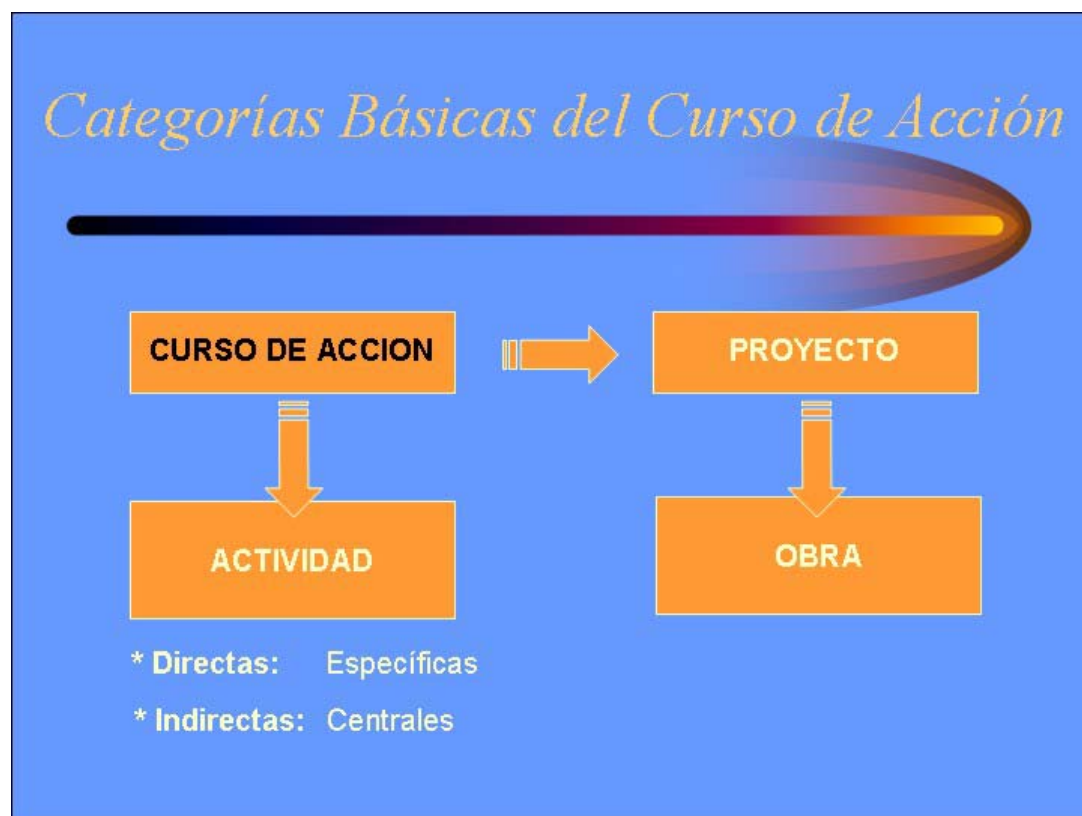 Categorías Básicas del Curso de Acción
CURSO DE ACCION
PROYECTO
ACTIVIDAD
OBRA
* Directas: Específicas
* Indirectas: Centrales